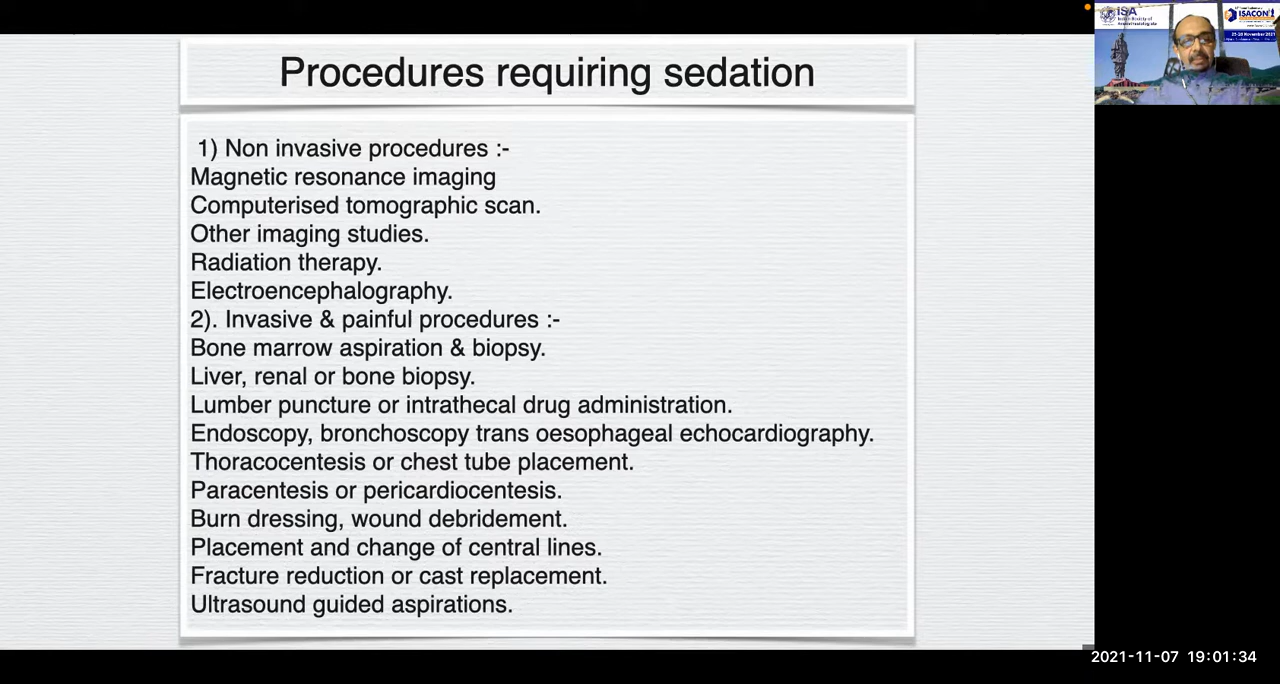 Procedures requiring sedation
1) Non invasive procedures :-
Magnetic resonance imaging
Computerised tomographic scan.
Other imaging studies.
Radiation therapy.
Electroencephalography.
2). Invasive & painful procedures :-
Bone marrow aspiration & biopsy.
Liver, renal or bone biopsy.
Lumber puncture or intrathecal drug administration.
Endoscopy, bronchoscopy trans oesophageal echocardiography.
Thoracocentesis or chest tube placement.
Paracentesis or pericardiocentesis.
Burn dressing, wound debridement.
Placement and change of central lines.
Fracture reduction or cast replacement.
Ultrasound guided aspirations.
ISA
ISACON
2021-11-07 19:01:34